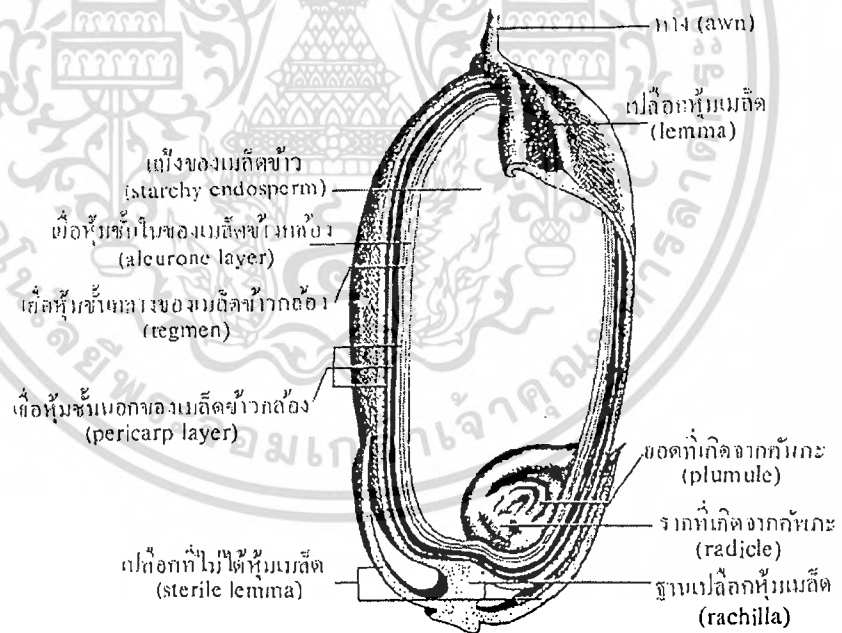 หาง (awn)
เปลือกหุ้มเมล็ด
(lemma)
แป้งของเมล็ดข้าว
(starchy endosperm)
เยื่อหุ้มชั้นในของเมล็ดข้าวกล้อง
(aleurone layer)
เยื่อหุ้มชั้นกลางของเมล็ดข้าวกล้อง
(tegmen)
เยื่อหุ้มชั้นนอกของเมล็ดข้าวกล้อง
(pericarp layer)
ยอดที่เกิดจากคัพภะ
(plumule)
รากที่เกิดจากคัพภะ
(radicle)
เปลือกที่ไม่ได้หุ้มเมล็ด
(sterile lemma)
ฐานเปลือกหุ้มเมล็ด
(rachilla)